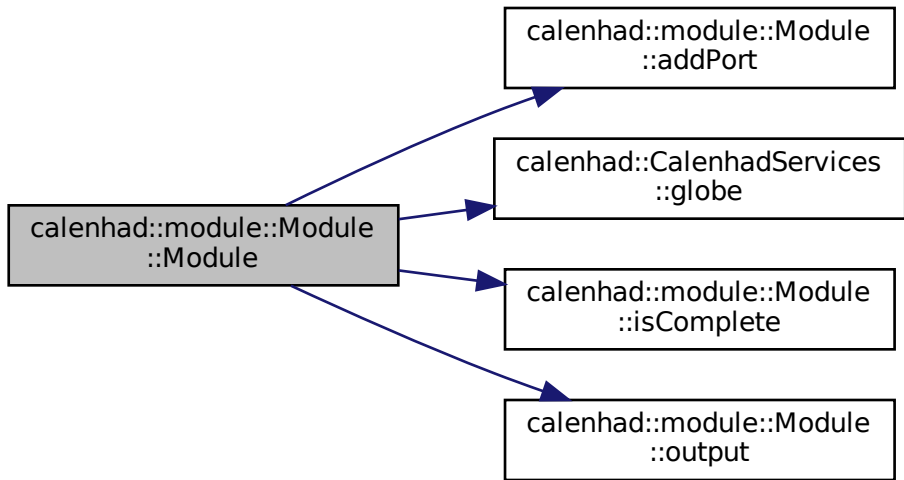 calenhad::module::Module
::addPort
calenhad::CalenhadServices
::globe
calenhad::module::Module
::Module
calenhad::module::Module
::isComplete
calenhad::module::Module
::output